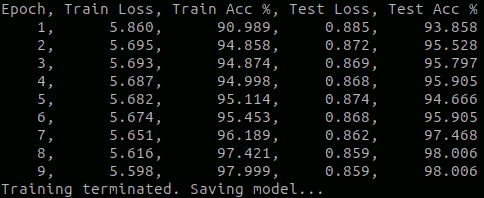 Epoch, Train Loss, Train Acc %, Test Loss, Test Acc %
1, 5.860, 90.989, 0.885, 93.858
2, 5.695, 94.858, 0.872, 95.528
3, 5.693, 94.874, 0.869, 95.797
4, 5.687, 94.998, 0.868, 95.905
5, 5.682, 95.114, 0.874, 94.666
6, 5.674, 95.453, 0.868, 95.905
7, 5.651, 96.189, 0.862, 97.468
8, 5.616, 97.421, 0.859, 98.006
9, 5.598, 97.999, 0.859, 98.006
Training terminated. Saving model...